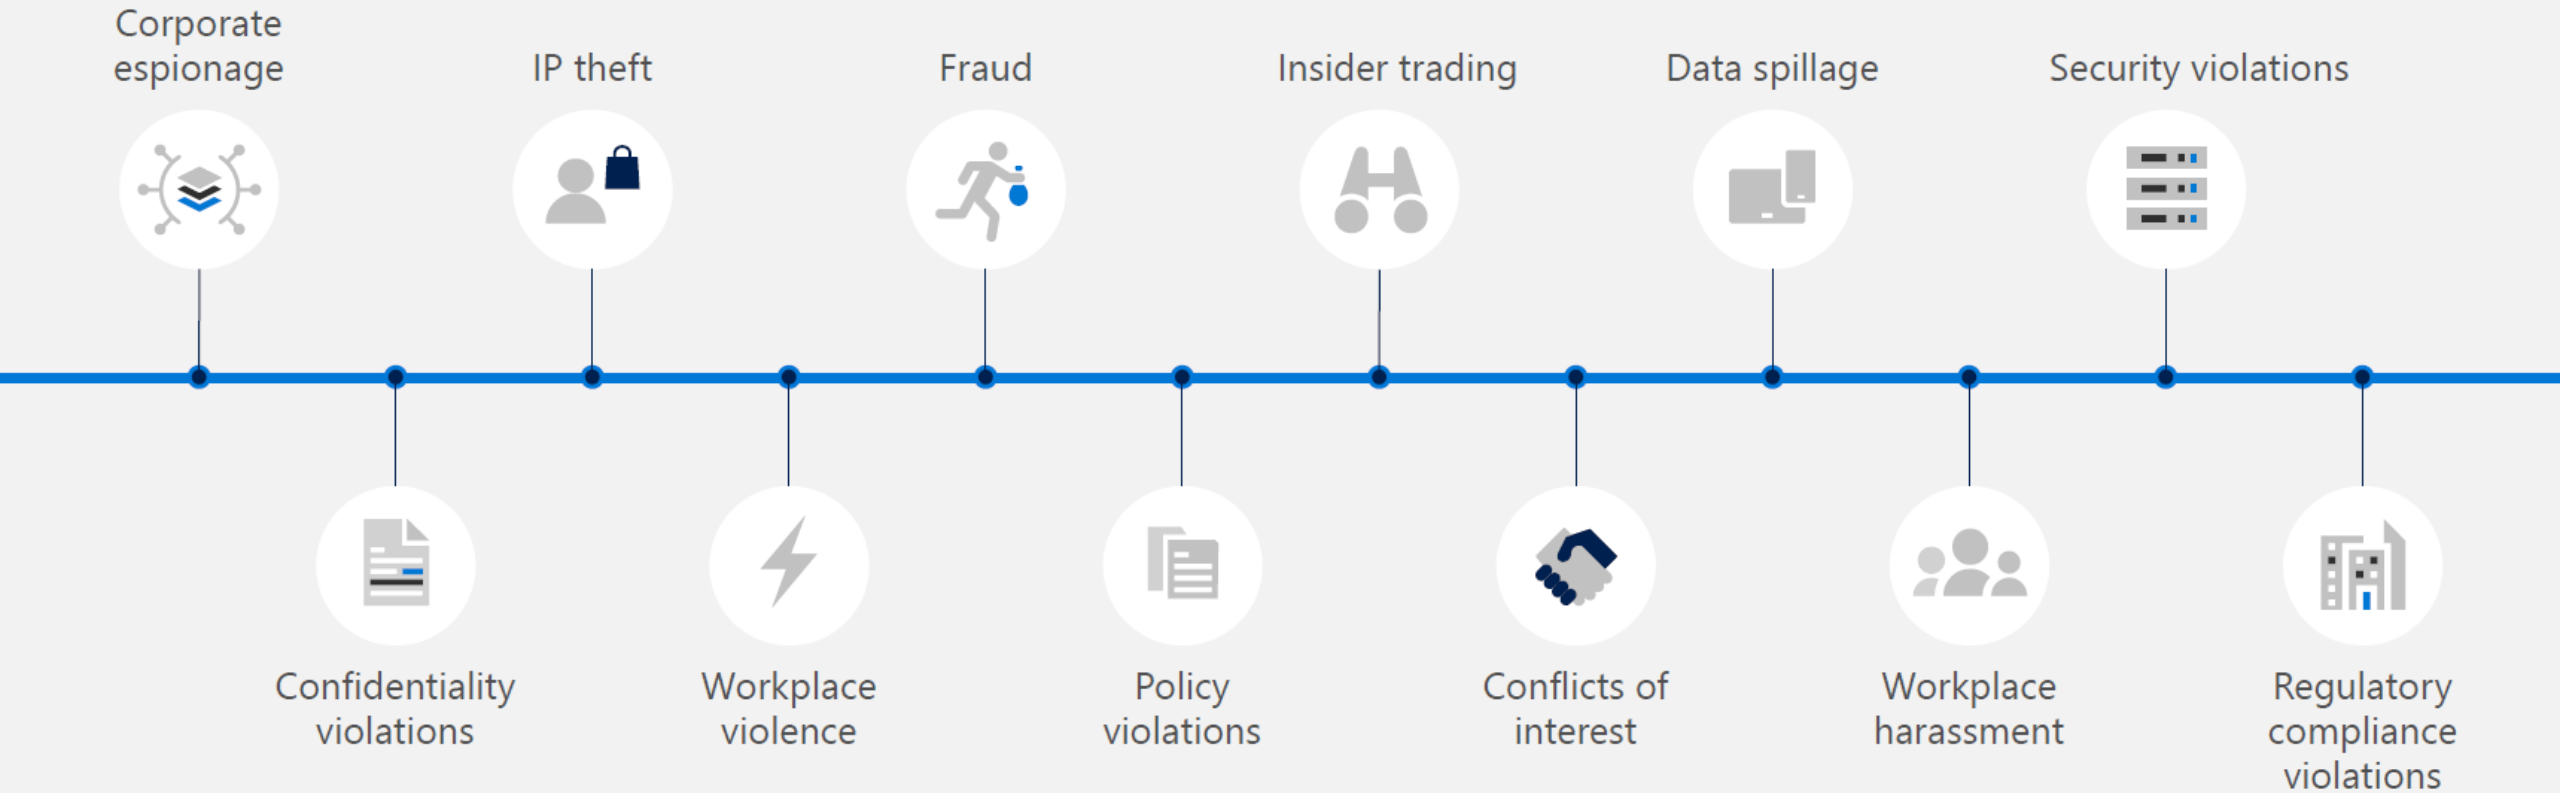 Corporate
espionage
IP theft
Fraud
Insider trading
Data spillage
Security violations
Confidentiality
violations
Workplace
violence
Policy
violations
Conflicts of
interest
Workplace
harassment
Regulatory
compliance
violations